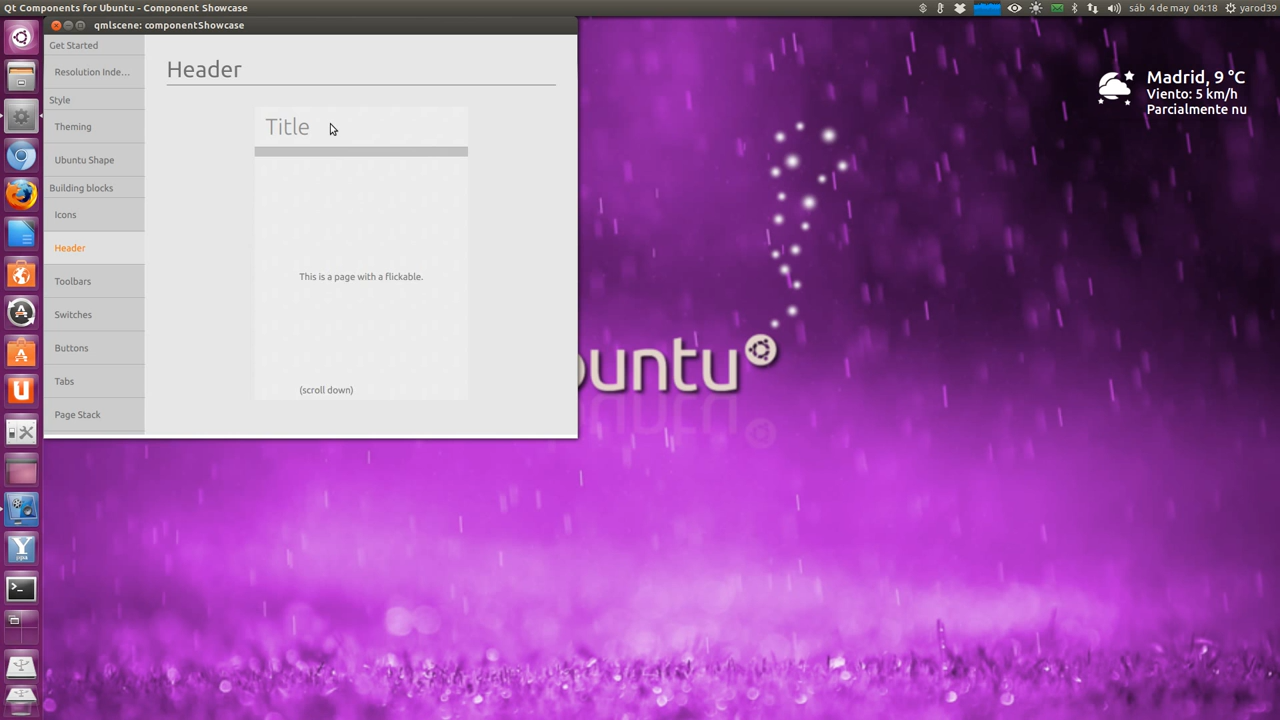 Qt Components for Ubuntu - Component Showcase
sáb 4 de may 04:18
yarod39
qmlscene: componentShowcase
Get Started
Resolution Inde...
Style
Theming
Ubuntu Shape
Building blocks
Icons
Header
Toolbars
Switches
Buttons
Tabs
Page Stack
Header
Title
This is a page with a flickable.
(scroll down)
Madrid, 9 °C
Viento: 5 km/h
Parcialmente nu
buntu